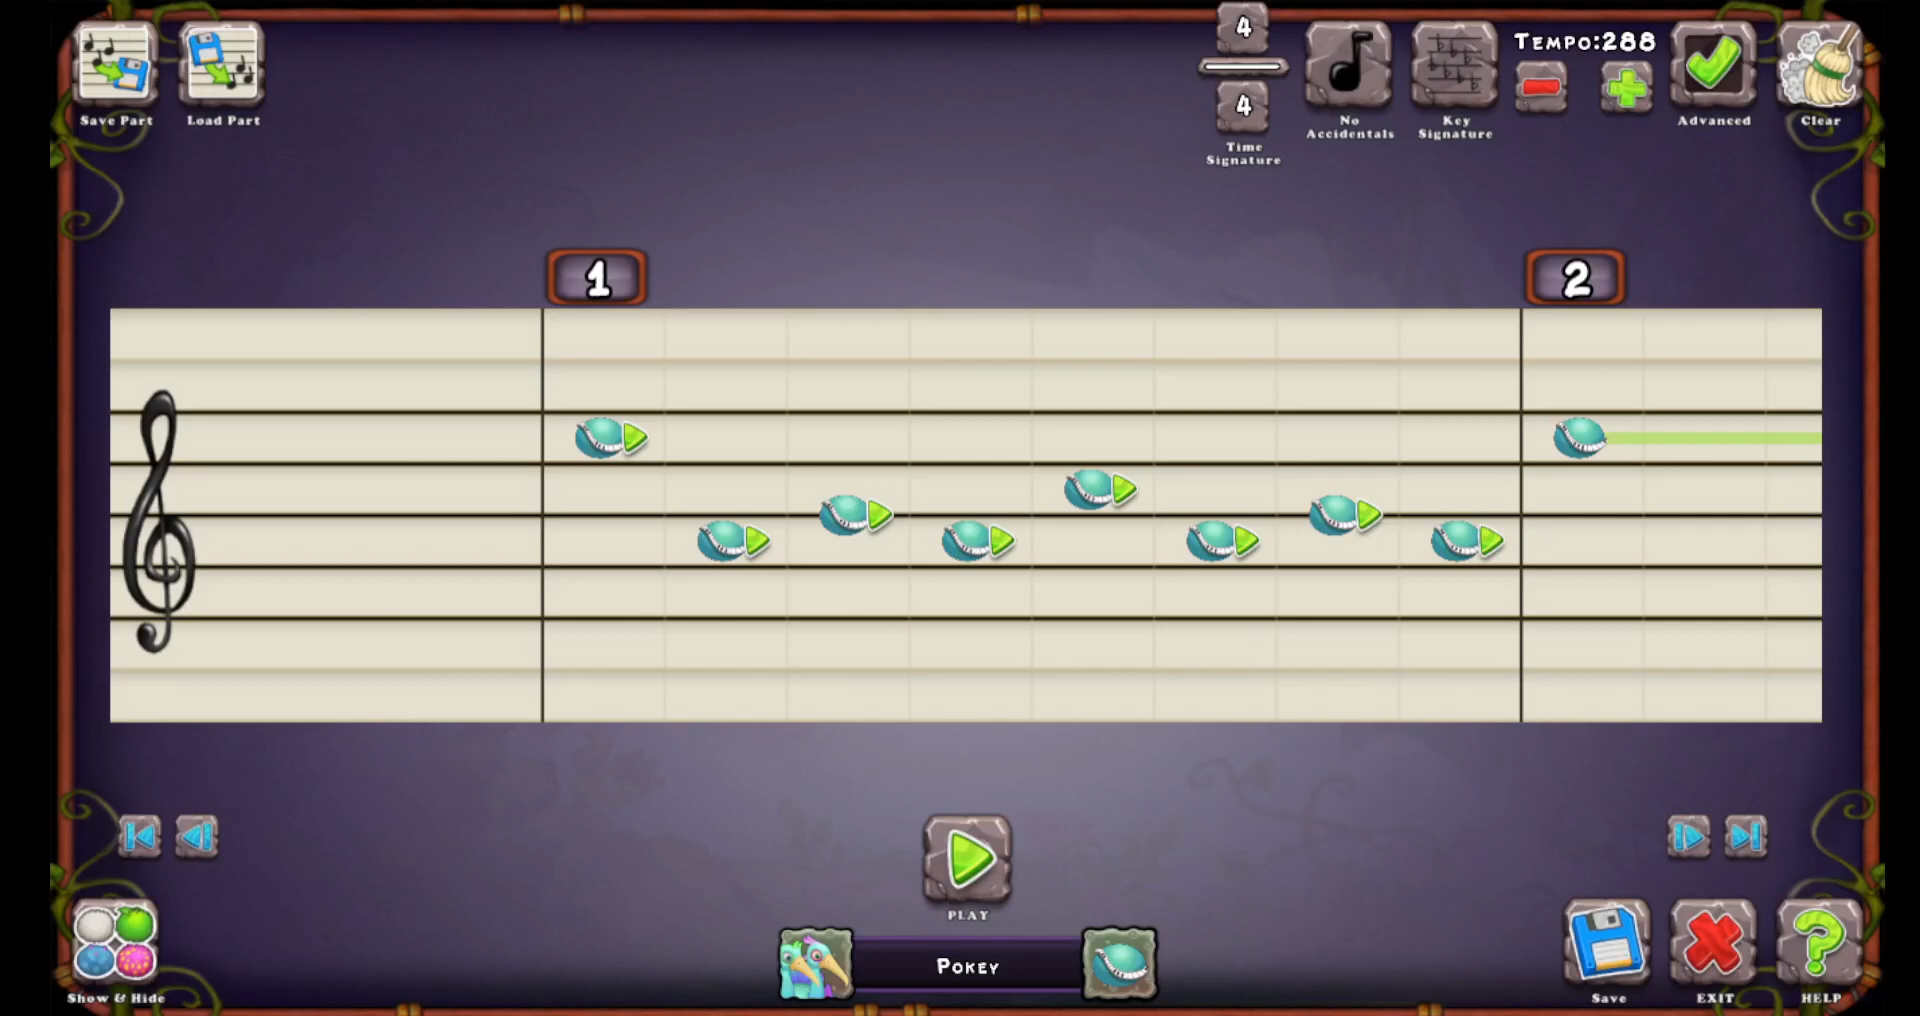 4
Tempo:288
4
Save Part
Load Part
No
Accidentals
Key
Signature
Advanced
Clear
Time
Signature
1
2
PLAY
Pokey
Show & Hide
Save
EXIT
HELP